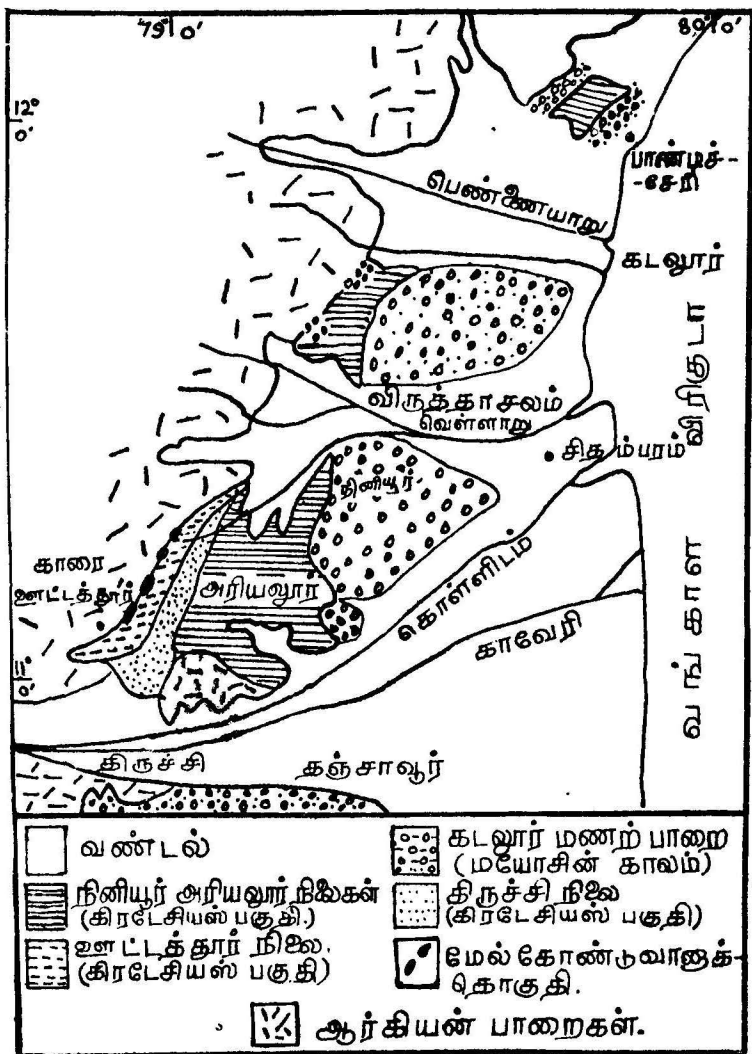 79°0'
80°0'
12°
0'
பாண்டிச்-
-சேரி
பெண்ணையாறு
கடலூர்
விருத்தாசலம்
வெள்ளாறு
சிதம்பரம்
நினியூர்
காரை
ஊட்டத்தூர்
அரியலூர்
கொள்ளிடம்
காவேரி
வங்காள விரிகுடா
11°
0'
திருச்சி
தஞ்சாவூர்
வண்டல்
கடலூர் மணற் பாறை
(மயோசின் காலம்)
நினியூர் அரியலூர் நிலைகள்
(கிரடேசியஸ் பகுதி.)
திருச்சி நிலை
(கிரடேசியஸ் பகுதி)
ஊட்டத்தூர் நிலை.
(கிரடேசியஸ் பகுதி)
மேல் கோண்டுவானுக்-
தொகுதி.
ஆர்கியன் பாறைகள்.